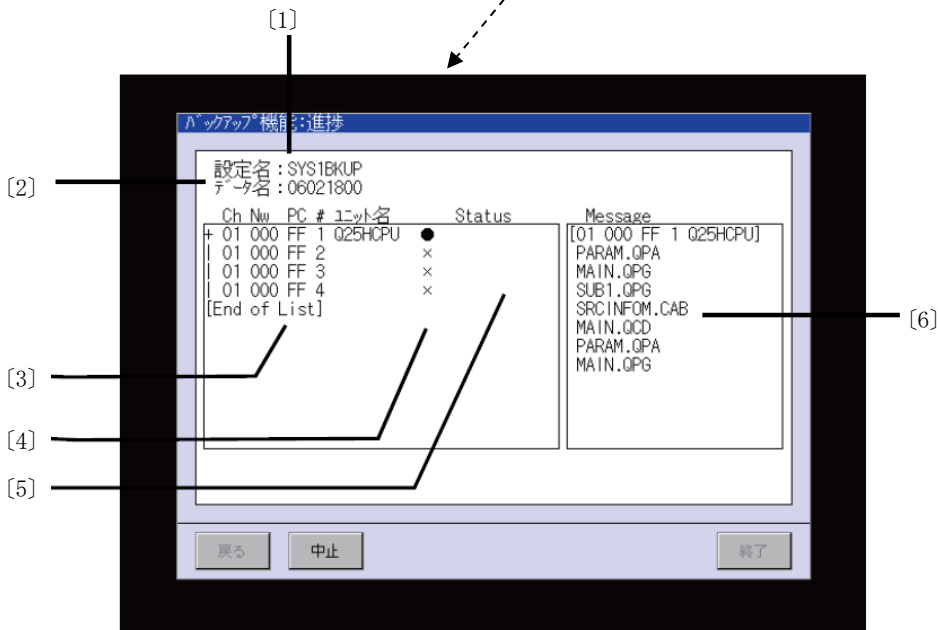 〔1〕
バックアップ機能:進捗
〔2〕
設定名:SYS1BKUP
データ名:06021800
Ch Nw PC # ユニット名 Status
+ 01 000 FF 1 Q25HCPU ●
| 01 000 FF 2 ×
| 01 000 FF 3 ×
| 01 000 FF 4 ×
[End of List]
Message
[01 000 FF 1 Q25HCPU]
PARAM.QPA
MAIN.QPG
SUB1.QPG
SRCINFOM.CAB
MAIN.QCD
PARAM.QPA
MAIN.QPG
〔6〕
〔3〕
〔4〕
〔5〕
戻る 中止 終了